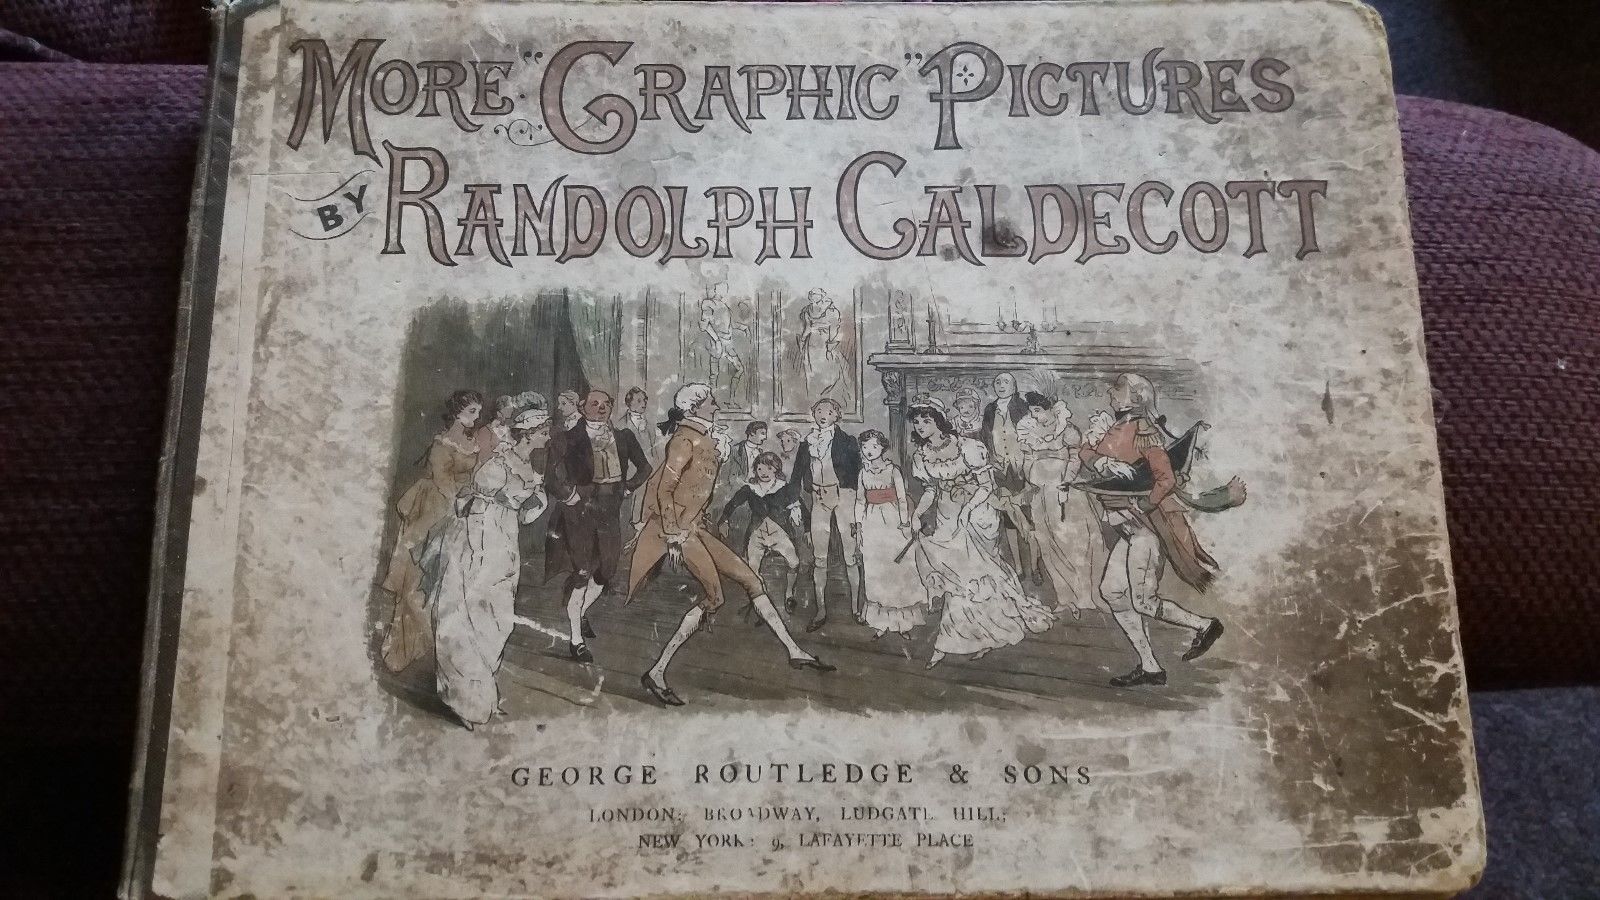 MORE "GRAPHIC" PICTURES
BY RANDOLPH CALDECOTT
GEORGE ROUTLEDGE & SONS
LONDON: BROADWAY, LUDGATE HILL;
NEW YORK: 9, LAFAYETTE PLACE